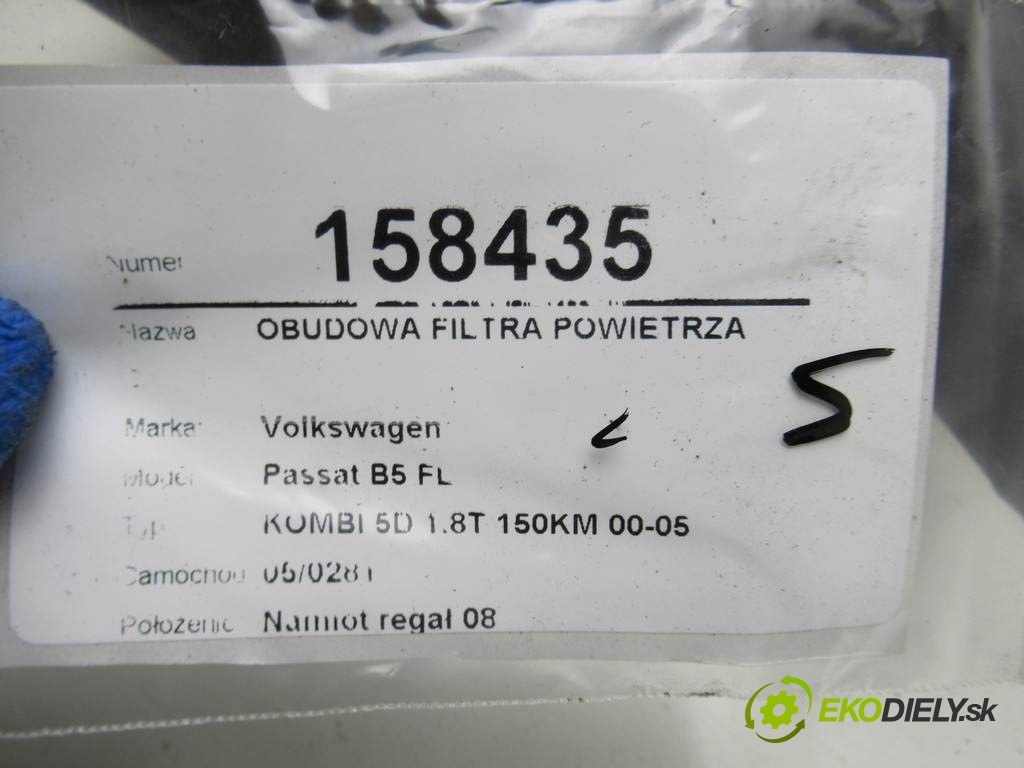 Numer 158435
Nazwa OBUDOWA FILTRA POWIETRZA
Marka: Volkswagen
Model Passat B5 FL
Typ KOMBI 5D 1.8T 150KM 00-05
Samochód 05/0281
Położenie Namiot regał 08
S
EKODIELY.sk